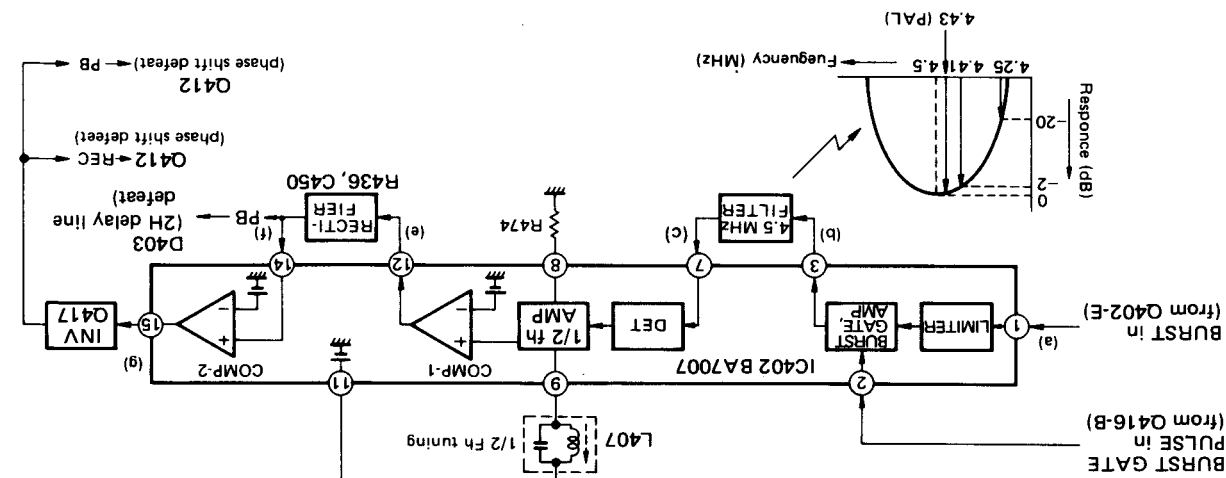 BURST GATE
PULSE in
(from Q416-B)
L407
1/2 Fh tuning
2
9
11
BURST in
(from Q402-E)
(a)
1
LIMITER
BURST
GATE,
AMP
IC402 BA7007
DET
1/2 fh
AMP
COMP-1
+
-
COMP-2
+
-
(g)
15
INV
Q417
3
7
8
12
14
(b)
(c)
(e)
(f)
4.5 MHz
FILTER
R474
RECTI-
FIER
R436, C450
PB
D403
(2H delay line
defeat)
REC
Q412
(phase shift defeat)
PB
Q412
(phase shift defeat)
Responce (dB)
0
-2
-20
4.25
4.41
4.5
4.43 (PAL)
Fueguency (MHz)